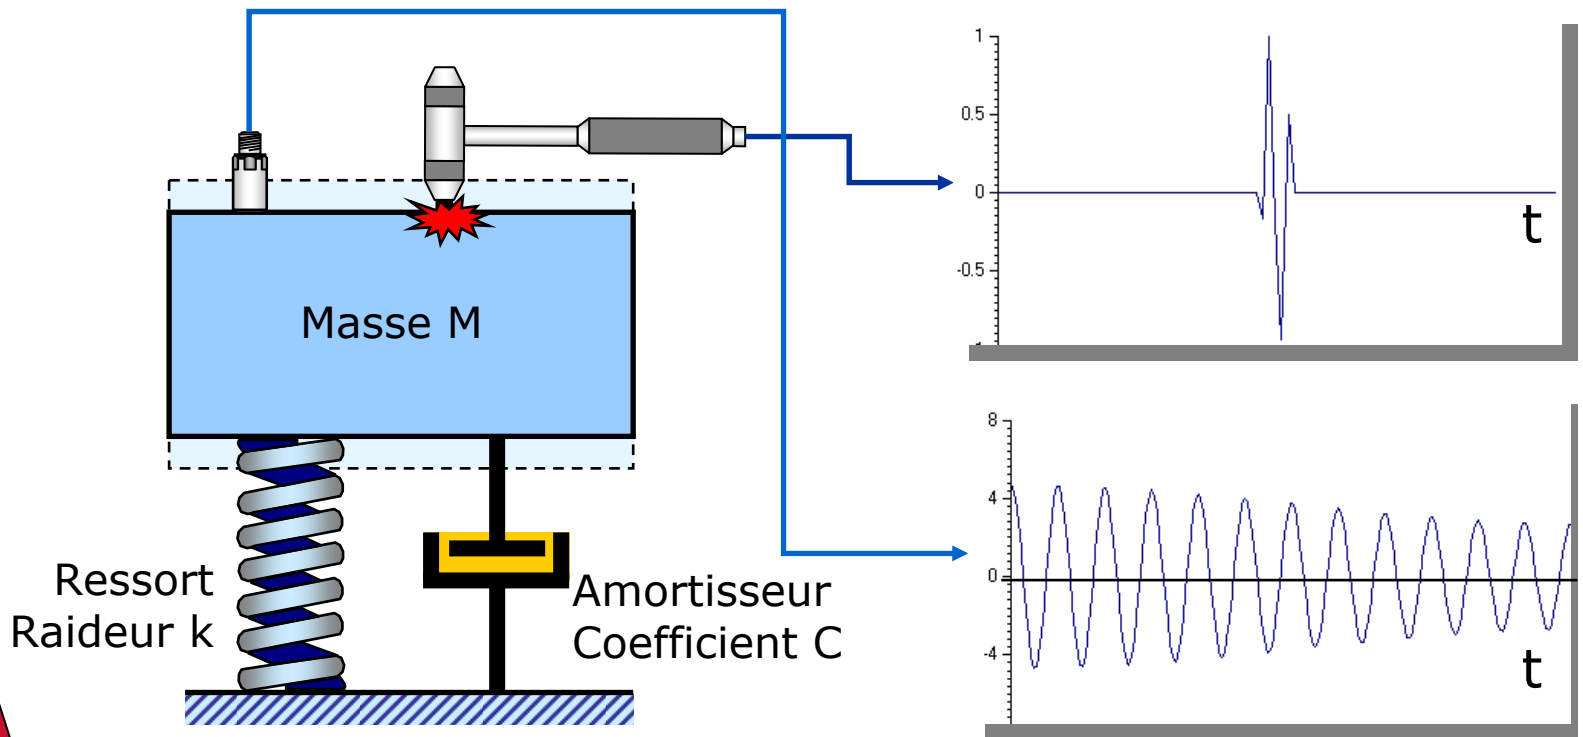 1
0.5
0
-0.5
t
Masse M
8
4
0
-4
t
Ressort
Raideur k
Amortisseur
Coefficient C